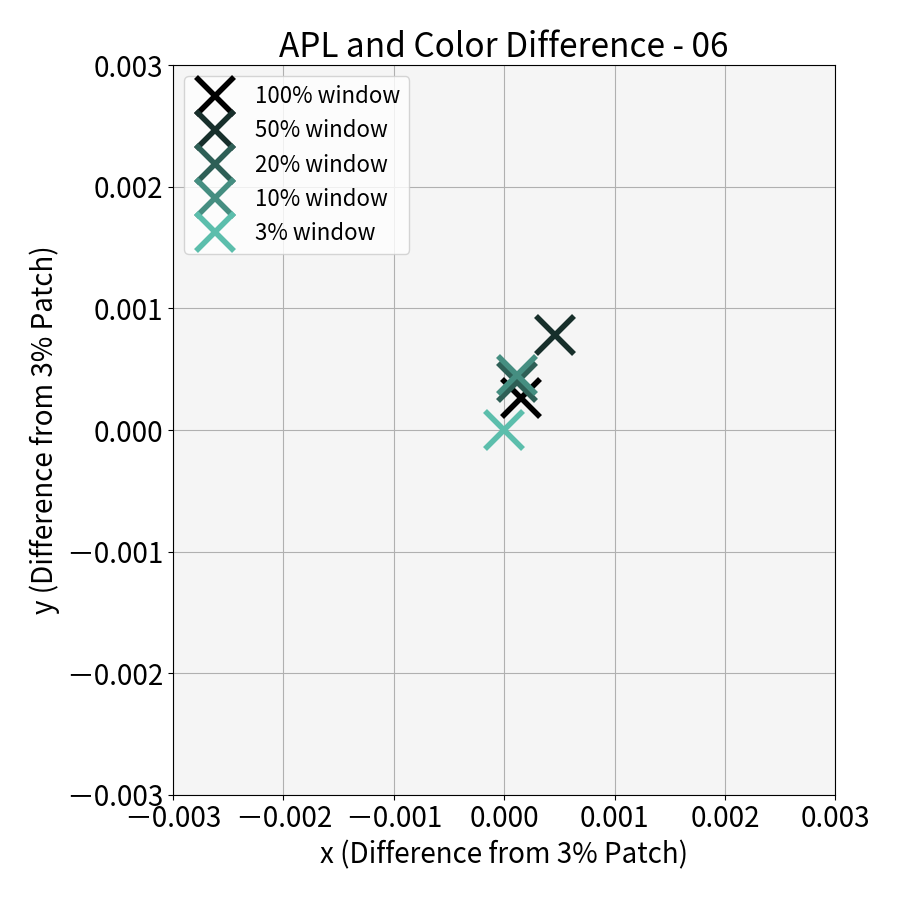 APL and Color Difference - 06
0.003
0.002
0.001
0.000
−0.001
−0.002
−0.003
100% window
50% window
20% window
10% window
3% window
y (Difference from 3% Patch)
−0.003 −0.002 −0.001 0.000 0.001 0.002 0.003
x (Difference from 3% Patch)